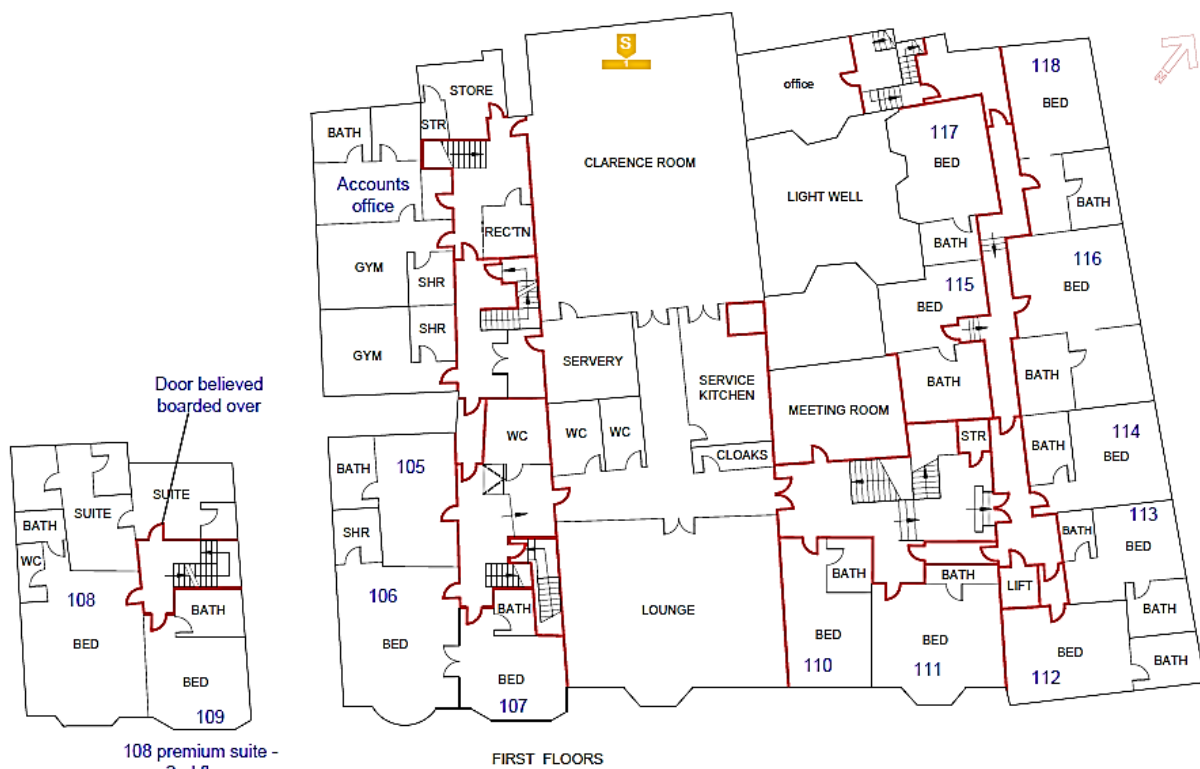 S
1
118
BED
office
STORE
BATH
STR
117
BED
CLARENCE ROOM
Accounts
office
LIGHT WELL
BATH
REC'TN
BATH
GYM
SHR
116
BED
115
BED
SHR
GYM
SERVERY
SERVICE
KITCHEN
BATH
BATH
Door believed
boarded over
MEETING ROOM
WC
WC
WC
STR
114
BED
BATH
CLOAKS
BATH
105
SUITE
SUITE
BATH
SHR
113
BED
BATH
WC
108
BED
BATH
106
BED
BATH
LOUNGE
BATH
BATH
LIFT
BATH
BED
110
BED
111
BED
112
BATH
BED
109
BED
107
108 premium suite -
FIRST FLOORS